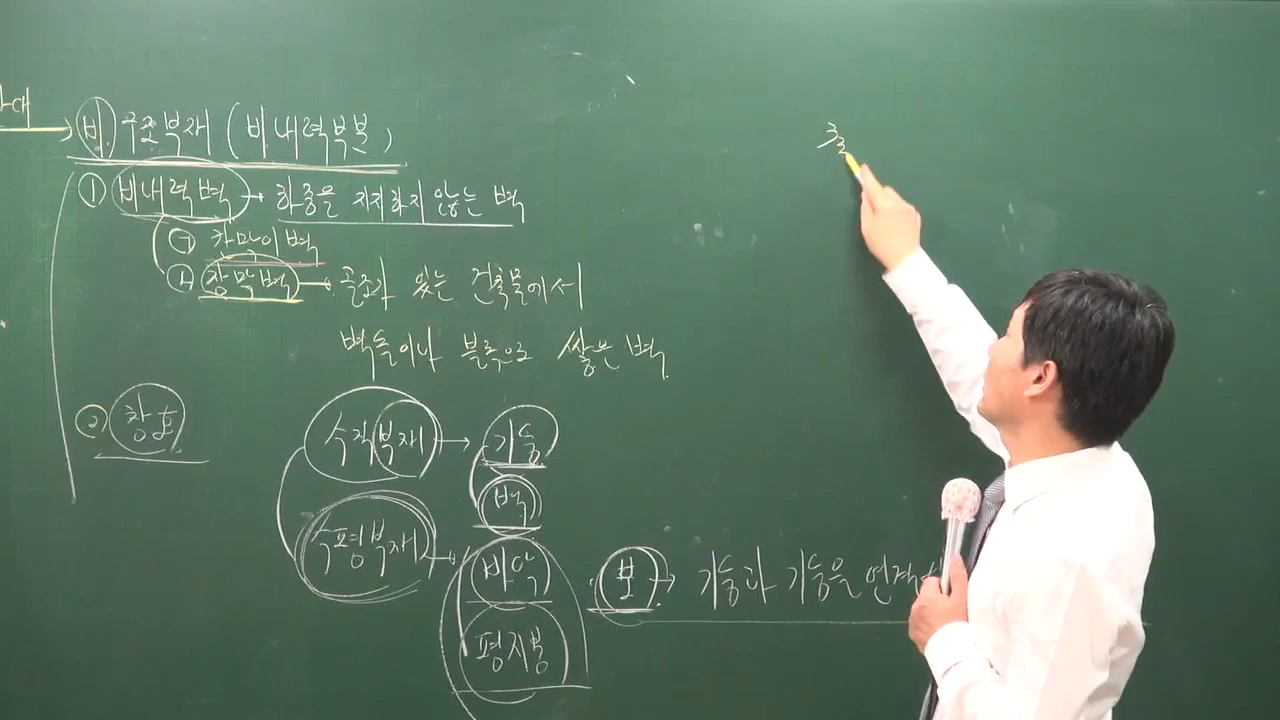 비구조부재 (비내력부분)
① 비내력벽 → 하중을 지지하지 않는 벽
㉠ 칸막이벽
㉡ 장막벽 → 골조가 있는 건축물에서
벽돌이나 블록으로 쌓은 벽.
② 창호
수직부재 → 기둥
벽
수평부재 → 바닥
평지붕
보 → 기둥과 기둥을 연결